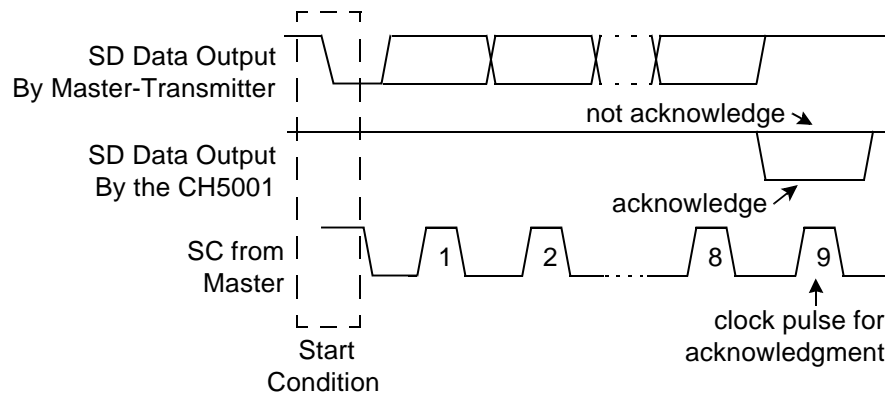 SD Data Output
By Master-Transmitter
not acknowledge
SD Data Output
By the CH5001
acknowledge
SC from
Master
1
2
8
9
clock pulse for
acknowledgment
Start
Condition